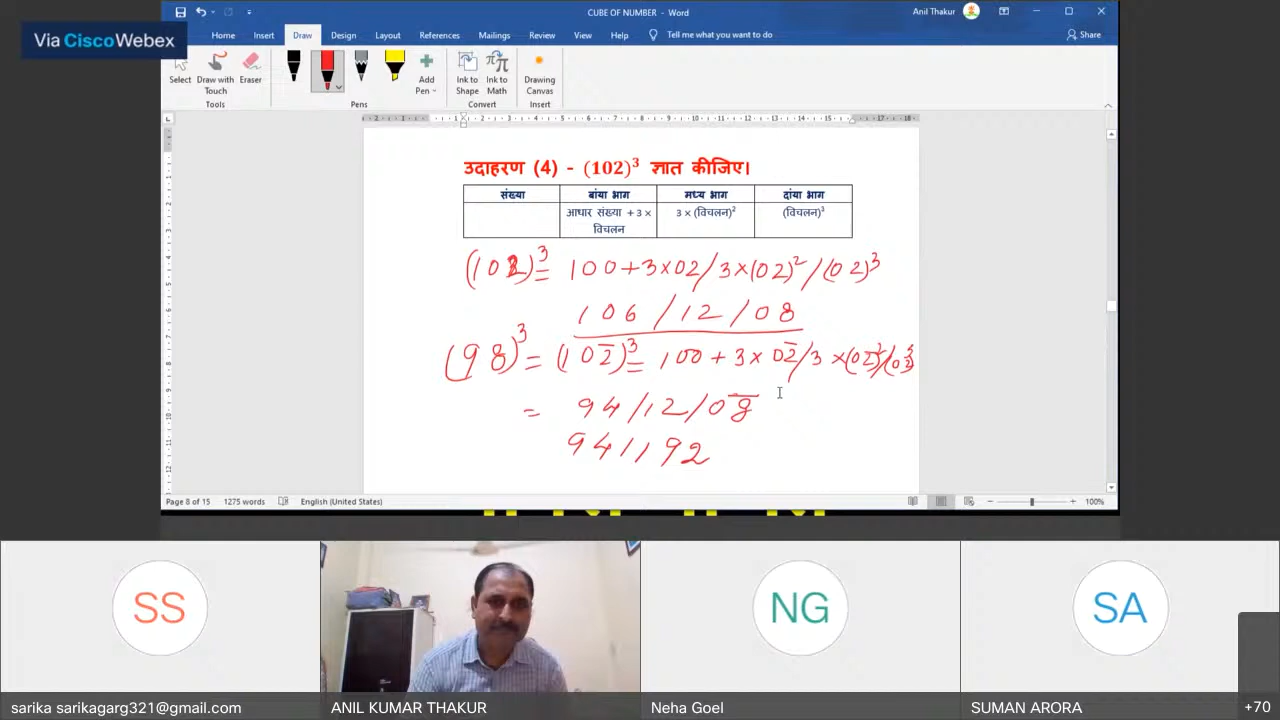 CUBE OF NUMBER - Word
Anil Thakur
Via CiscoWebex
Home Insert Draw Design Layout References Mailings Review View Help Tell me what you want to do
Share
Select Draw with Touch Eraser Add Pen Ink to Shape Ink to Math Drawing Canvas
Tools Pens Convert Insert
उदाहरण (4) - (102)³ ज्ञात कीजिए।
संख्या बांया भाग मध्य भाग दांया भाग
आधार संख्या + 3 × विचलन 3 × (विचलन)² (विचलन)³
(102)³ = 100+3×02/3×(02)²/(02)³
106/12/08
(98)³ = (102̅)³ = 100 + 3 × 02̅/3 ×(02̅)²/(02̅)³
= 94/12/08̅
941192
Page 8 of 15 1275 words English (United States) 100%
SS NG SA
sarika sarikagarg321@gmail.com ANIL KUMAR THAKUR Neha Goel SUMAN ARORA +70